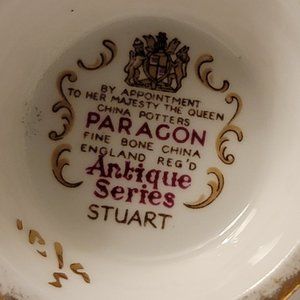 BY APPOINTMENT
TO HER MAJESTY THE QUEEN
CHINA POTTERS
PARAGON
FINE BONE CHINA
ENGLAND REG'D
Antique
Series
STUART